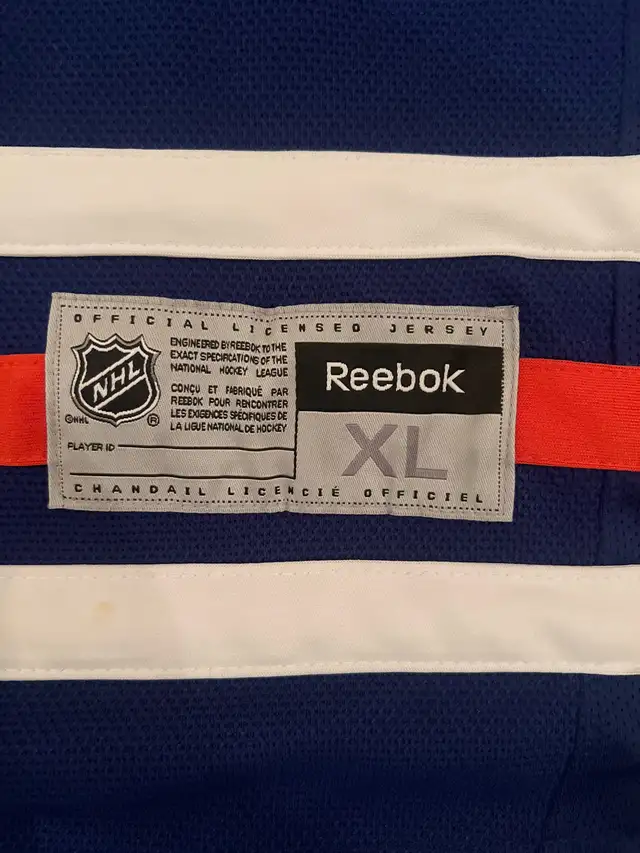 OFFICIAL LICENSED JERSEY
NHL
©NHL ®
ENGINEERED BY REEBOK TO THE
EXACT SPECIFICATIONS OF THE
NATIONAL HOCKEY LEAGUE
CONÇU ET FABRIQUÉ PAR
REEBOK POUR RENCONTRER
LES EXIGENCES SPÉCIFIQUES DE
LA LIGUE NATIONAL DE HOCKEY
PLAYER ID
Reebok
XL
CHANDAIL LICENCIÉ OFFICIEL